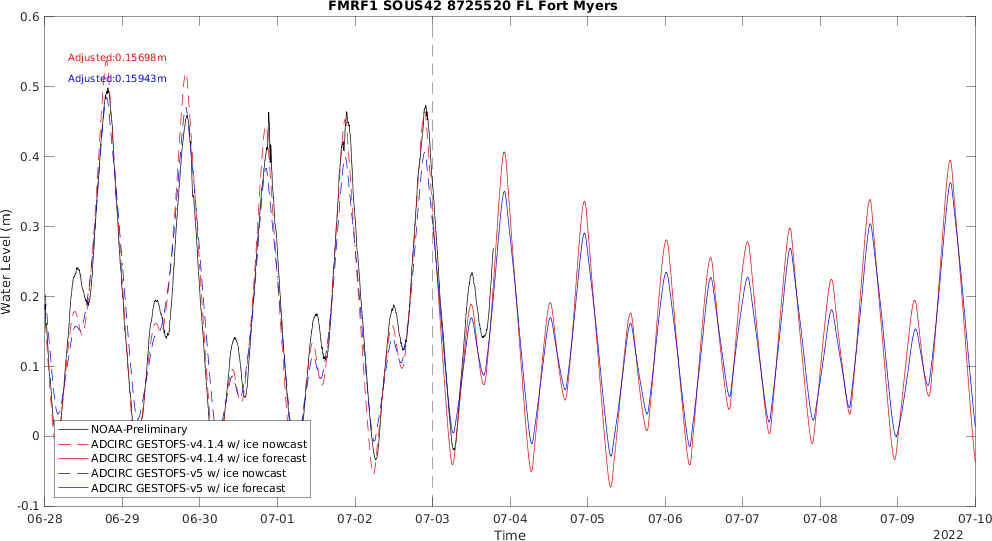 FMRF1 SOUS42 8725520 FL Fort Myers
0.6
Adjusted:0.15698m
Adjusted:0.15943m
0.5
0.4
0.3
0.2
0.1
0
-0.1
Water Level (m)
NOAA-Preliminary
ADCIRC GESTOFS-v4.1.4 w/ ice nowcast
ADCIRC GESTOFS-v4.1.4 w/ ice forecast
ADCIRC GESTOFS-v5 w/ ice nowcast
ADCIRC GESTOFS-v5 w/ ice forecast
06-28 06-29 06-30 07-01 07-02 07-03 07-04 07-05 07-06 07-07 07-08 07-09 07-10
Time
2022